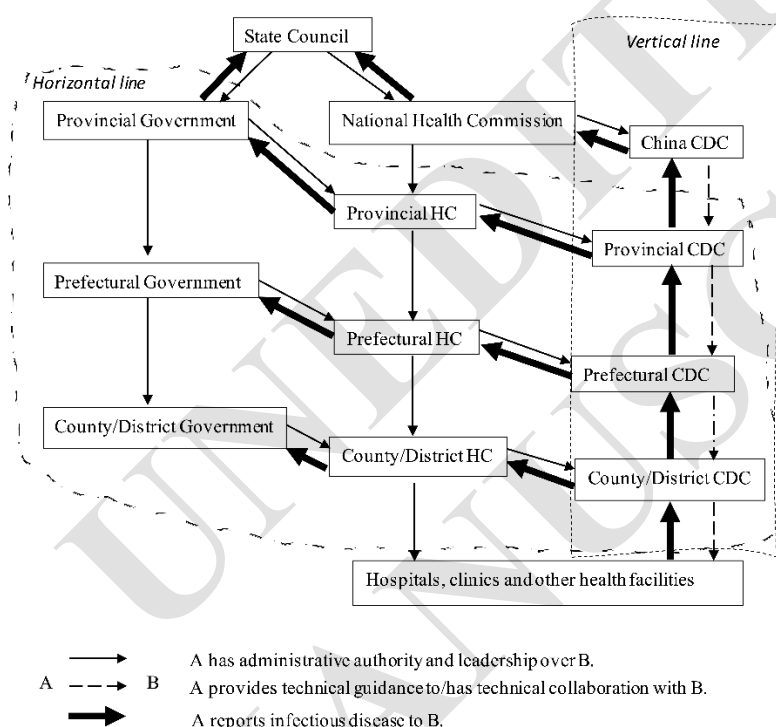 State Council
Vertical line
Horizontal line
Provincial Government
National Health Commission
China CDC
Provincial HC
Provincial CDC
Prefectural Government
Prefectural HC
Prefectural CDC
County/District Government
County/District HC
County/District CDC
Hospitals, clinics and other health facilities
A has administrative authority and leadership over B.
A B A provides technical guidance to/has technical collaboration with B.
A reports infectious disease to B.
UNEDIT
MANUSC